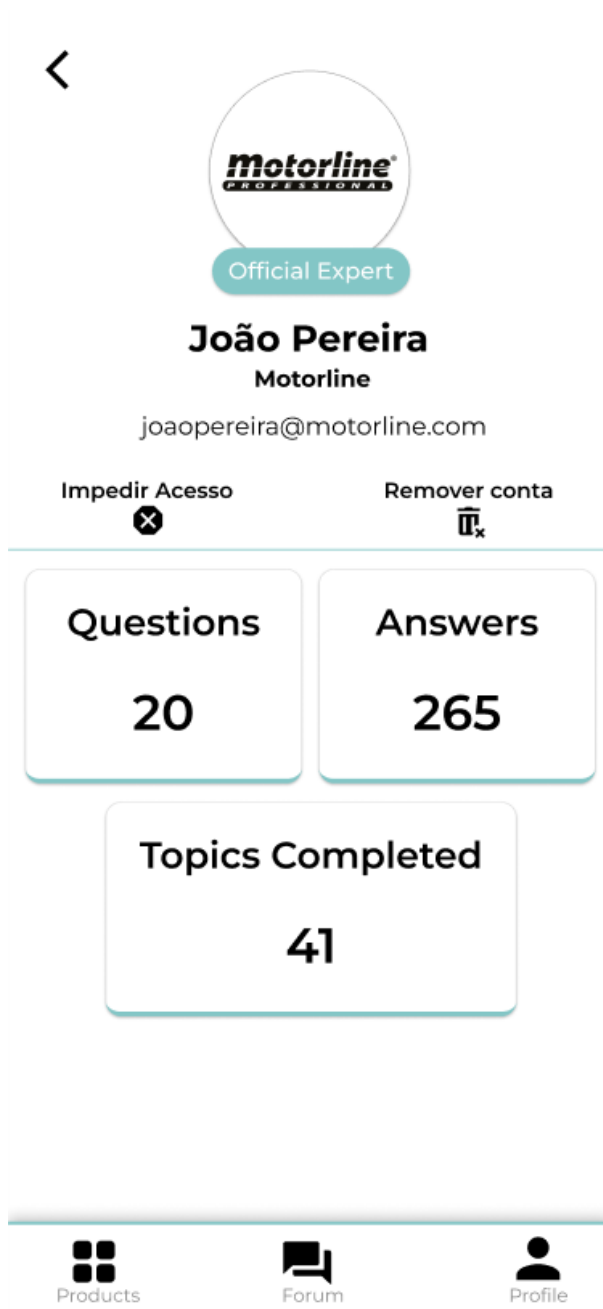 Motorline®
PROFESSIONAL
Official Expert
João Pereira
Motorline
joaopereira@motorline.com
Impedir Acesso
Remover conta
Questions
Answers
20
265
Topics Completed
41
Products
Forum
Profile